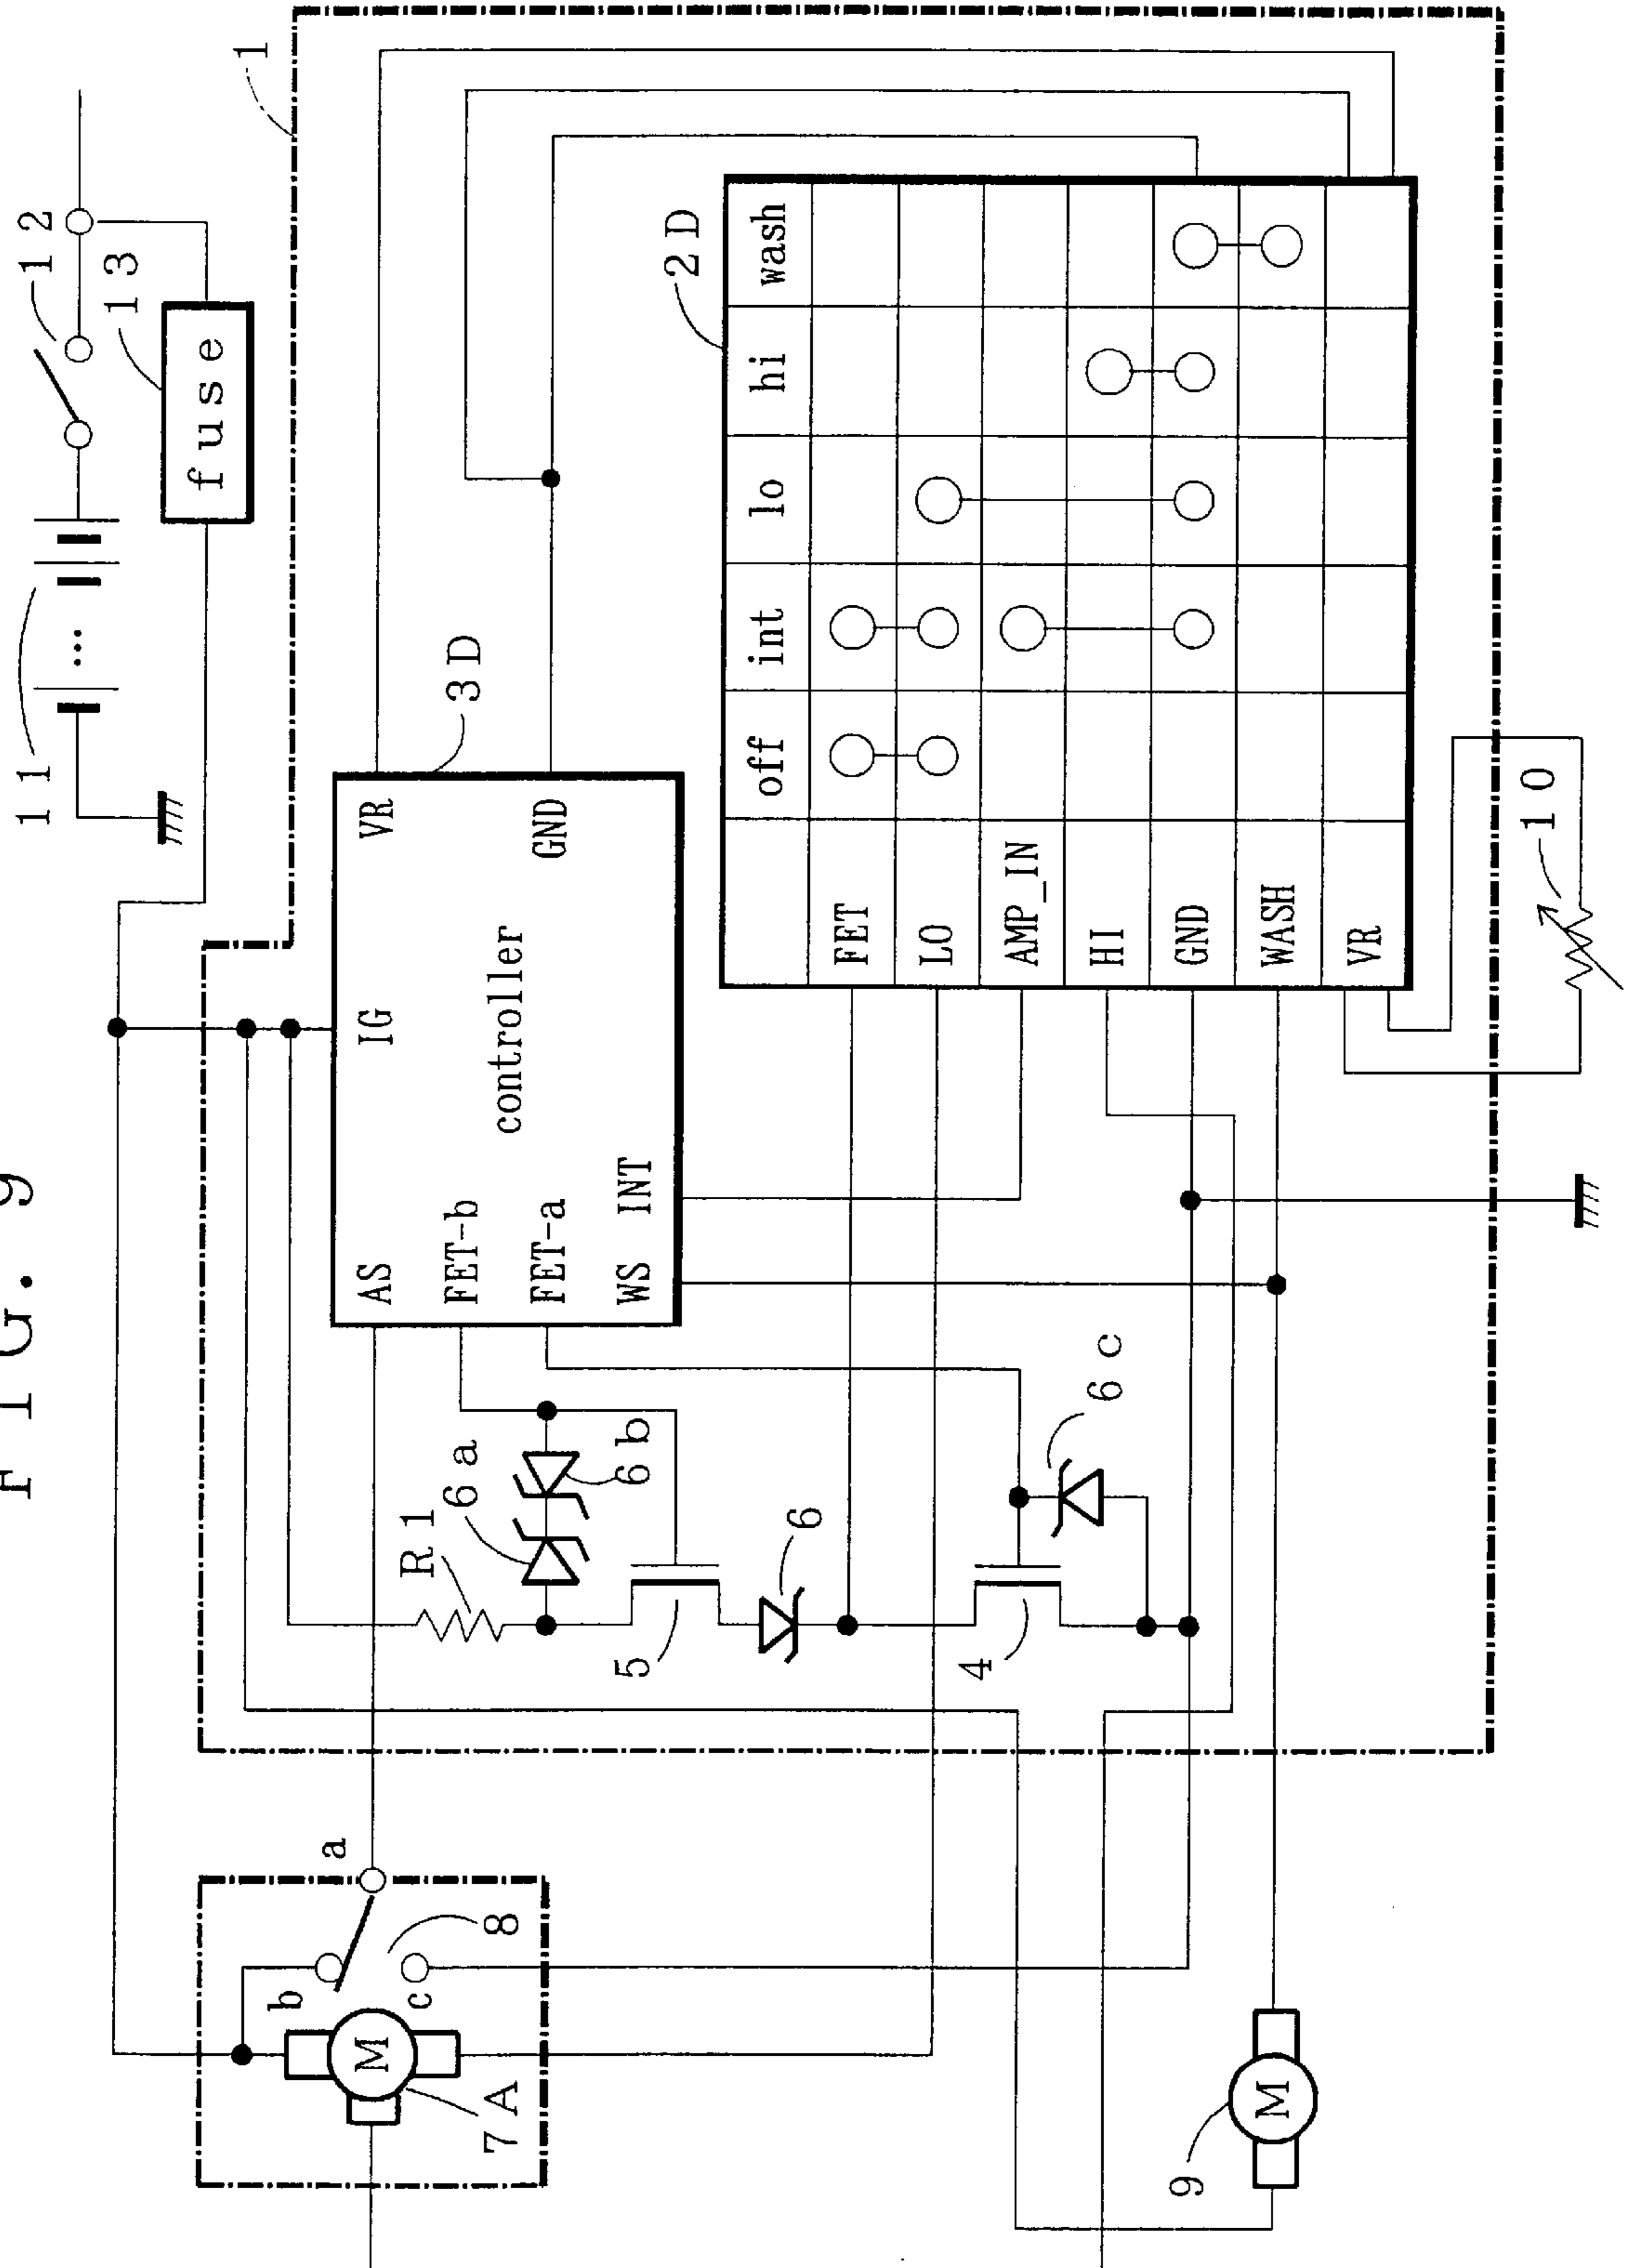 FIG. 9
11
12
13
fuse
1
3D
VR
GND
IG
controller
AS
FET-b
FET-a
WS
INT
2D
off
int
lo
hi
wash
FET
LO
AMP_IN
HI
GND
WASH
VR
10
R1
6a
6b
5
6
4
6c
a
b
c
8
M
7A
M
9